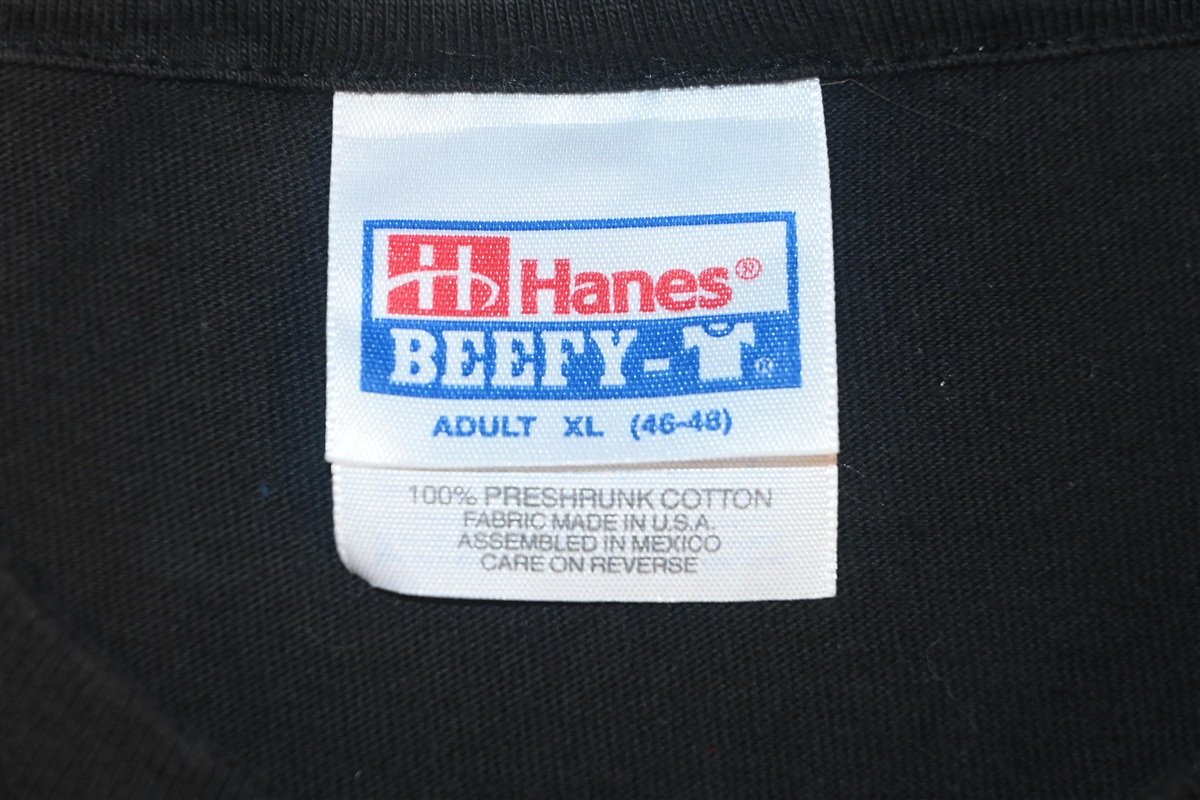 H Hanes®
BEEFY-T®
ADULT XL (46-48)
100% PRESHRUNK COTTON
FABRIC MADE IN U.S.A.
ASSEMBLED IN MEXICO
CARE ON REVERSE